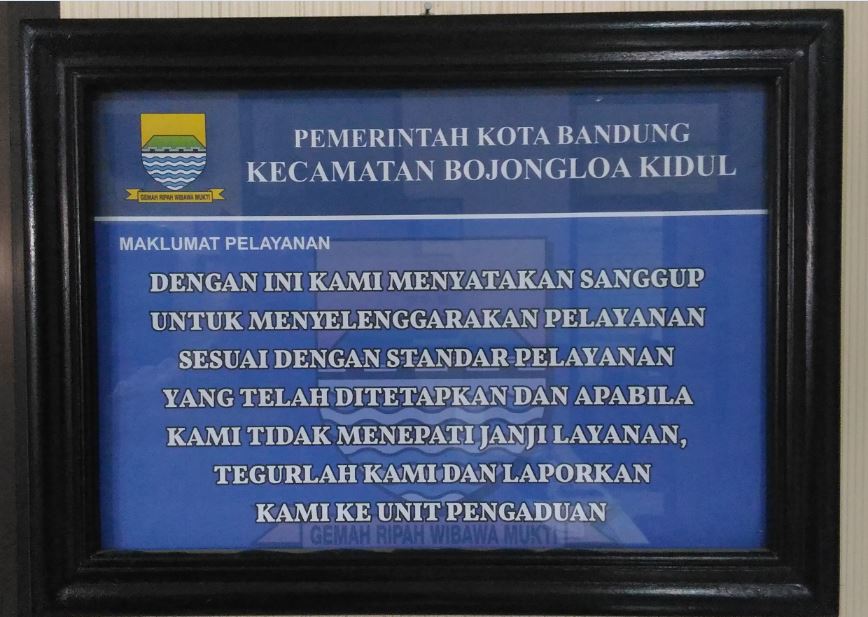 PEMERINTAH KOTA BANDUNG
KECAMATAN BOJONGLOA KIDUL
GEMAH RIPAH WIBAWA MUKTI
MAKLUMAT PELAYANAN
DENGAN INI KAMI MENYATAKAN SANGGUP
UNTUK MENYELENGGARAKAN PELAYANAN
SESUAI DENGAN STANDAR PELAYANAN
YANG TELAH DITETAPKAN DAN APABILA
KAMI TIDAK MENEPATI JANJI LAYANAN,
TEGURLAH KAMI DAN LAPORKAN
KAMI KE UNIT PENGADUAN
GEMAH RIPAH WIBAWA MUKTI